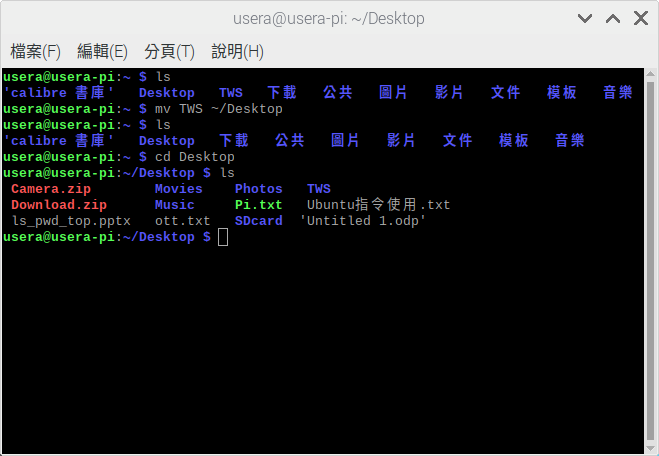 usera@usera-pi: ~/Desktop
檔案(F) 編輯(E) 分頁(T) 說明(H)
usera@usera-pi:~ $ ls
'calibre 書庫' Desktop TWS 下載 公共 圖片 影片 文件 模板 音樂
usera@usera-pi:~ $ mv TWS ~/Desktop
usera@usera-pi:~ $ ls
'calibre 書庫' Desktop 下載 公共 圖片 影片 文件 模板 音樂
usera@usera-pi:~ $ cd Desktop
usera@usera-pi:~/Desktop $ ls
Camera.zip Movies Photos TWS
Download.zip Music Pi.txt Ubuntu指令使用.txt
ls_pwd_top.pptx ott.txt SDcard 'Untitled 1.odp'
usera@usera-pi:~/Desktop $